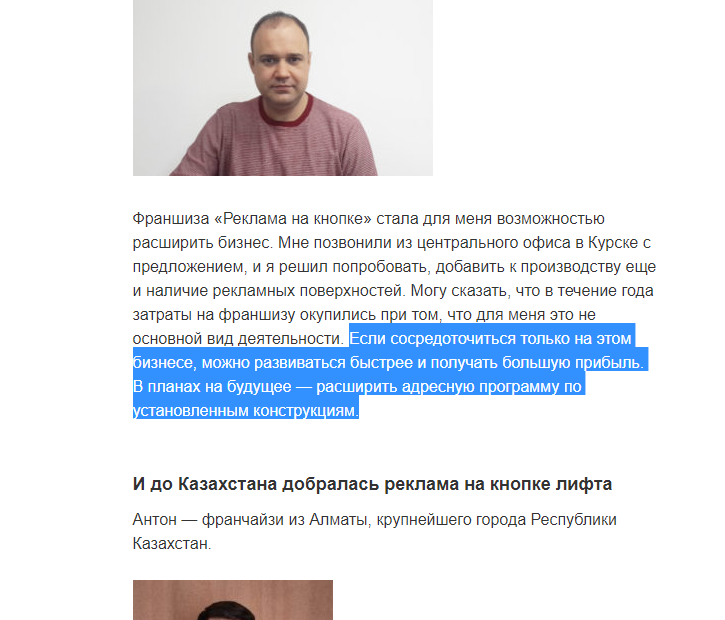 Франшиза «Реклама на кнопке» стала для меня возможностью
расширить бизнес. Мне позвонили из центрального офиса в Курске с
предложением, и я решил попробовать, добавить к производству еще
и наличие рекламных поверхностей. Могу сказать, что в течение года
затраты на франшизу окупились при том, что для меня это не
основной вид деятельности. Если сосредоточиться только на этом
бизнесе, можно развиваться быстрее и получать большую прибыль.
В планах на будущее — расширить адресную программу по
установленным конструкциям.
И до Казахстана добралась реклама на кнопке лифта
Антон — франчайзи из Алматы, крупнейшего города Республики
Казахстан.